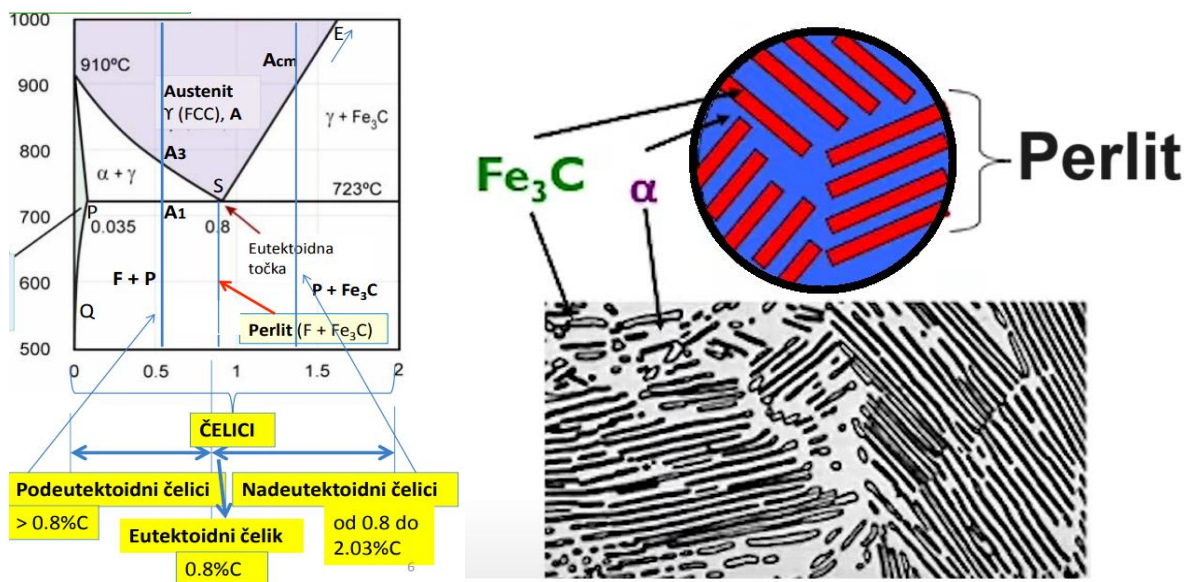 1000
900
800
700
600
500
910ºC
Austenit
ϒ (FCC), A
Acm
E
γ + Fe₃C
A3
α + γ
S
723ºC
P
0.035
A1
0.8
Eutektoidna
točka
F + P
P + Fe₃C
Q
Perlit (F + Fe₃C)
0
0.5
1
1.5
2
ČELICI
Podeutektoidni čelici
> 0.8%C
Nadeutektoidni čelici
od 0.8 do
2.03%C
Eutektoidni čelik
0.8%C
6
Fe₃C
α
Perlit